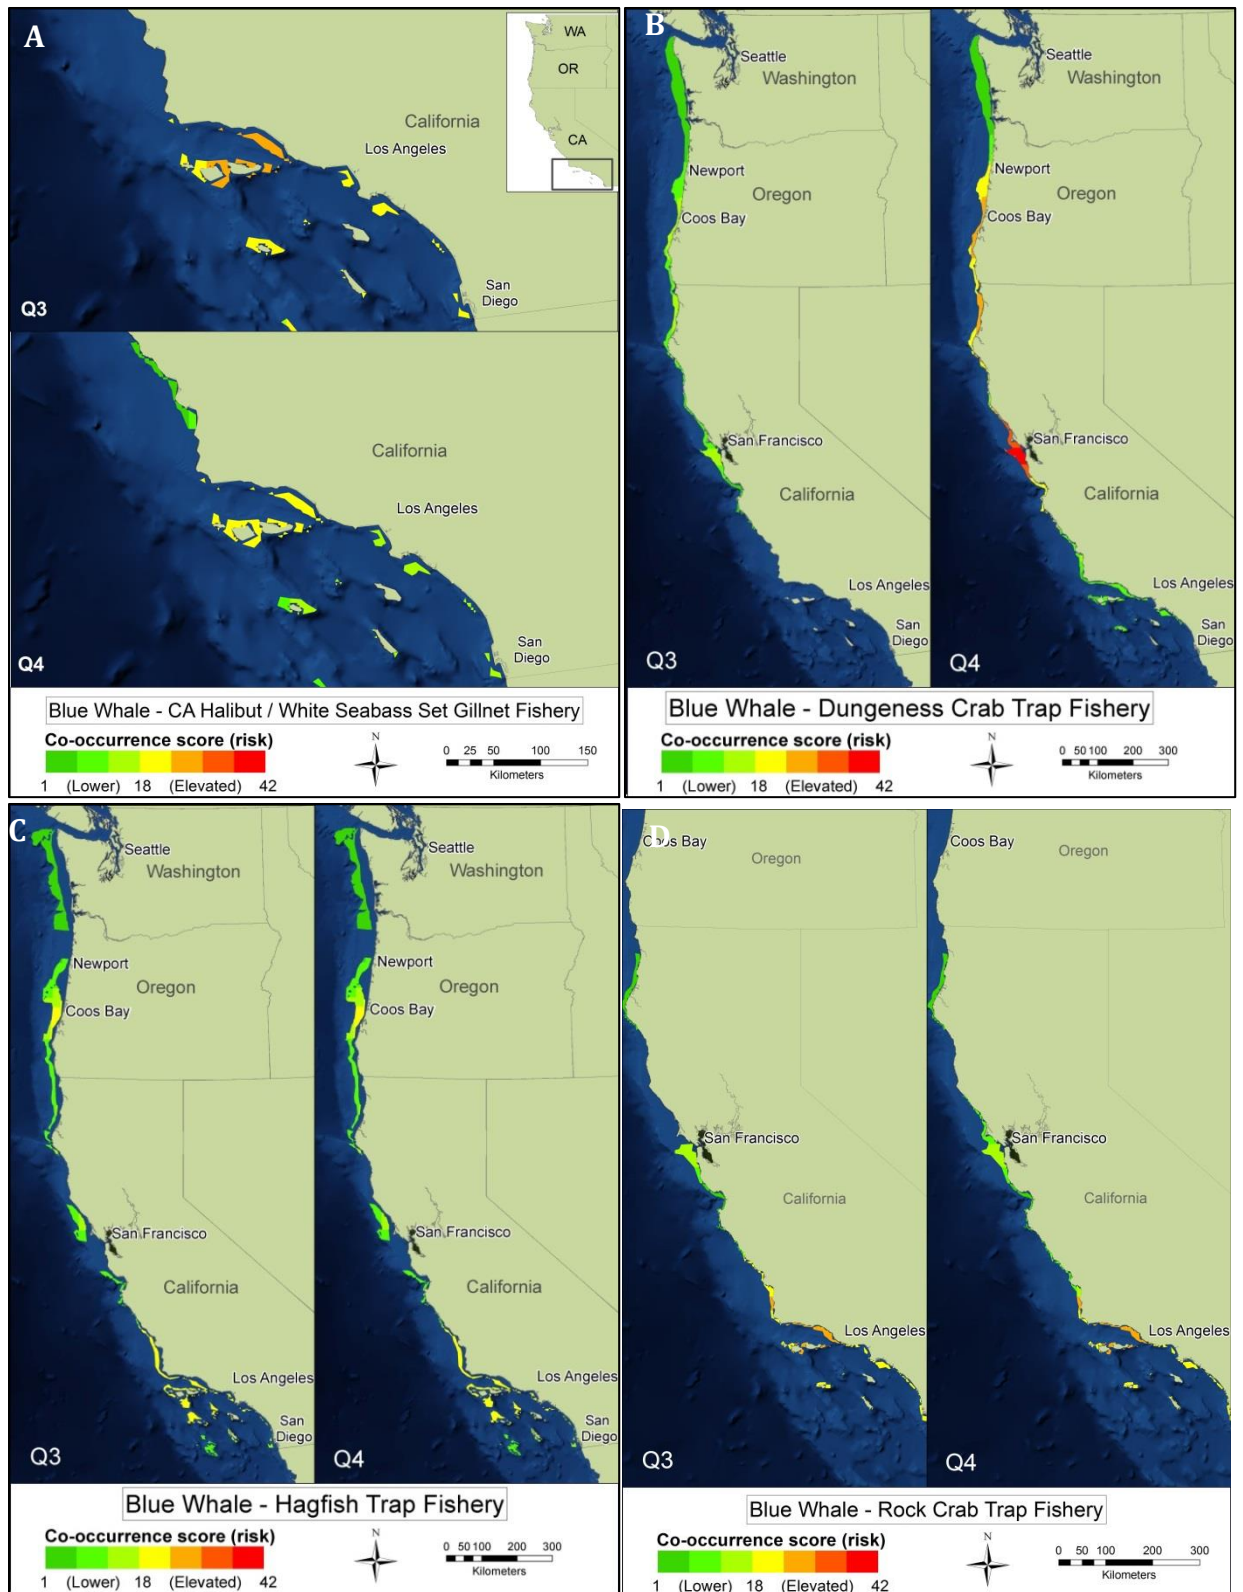 A
WA
OR
CA
California
Los Angeles
San
Diego
Q3
California
Los Angeles
San
Diego
Q4
Blue Whale - CA Halibut / White Seabass Set Gillnet Fishery
Co-occurrence score (risk)
1 (Lower) 18 (Elevated) 42
N
0 25 50 100 150
Kilometers
B
Seattle
Washington
Newport
Oregon
Coos Bay
San Francisco
California
Los Angeles
San
Diego
Q3
Seattle
Washington
Newport
Oregon
Coos Bay
San Francisco
California
Los Angeles
San
Diego
Q4
Blue Whale - Dungeness Crab Trap Fishery
Co-occurrence score (risk)
1 (Lower) 18 (Elevated) 42
N
0 50 100 200 300
Kilometers
C
Seattle
Washington
Newport
Oregon
Coos Bay
San Francisco
California
Los Angeles
San
Diego
Q3
Seattle
Washington
Newport
Oregon
Coos Bay
San Francisco
California
Los Angeles
San
Diego
Q4
Blue Whale - Hagfish Trap Fishery
Co-occurrence score (risk)
1 (Lower) 18 (Elevated) 42
N
0 50 100 200 300
Kilometers
D
Coos Bay
Oregon
San Francisco
California
Los Angeles
Q3
Coos Bay
Oregon
San Francisco
California
Los Angeles
Q4
Blue Whale - Rock Crab Trap Fishery
Co-occurrence score (risk)
1 (Lower) 18 (Elevated) 42
N
0 50 100 200 300
Kilometers